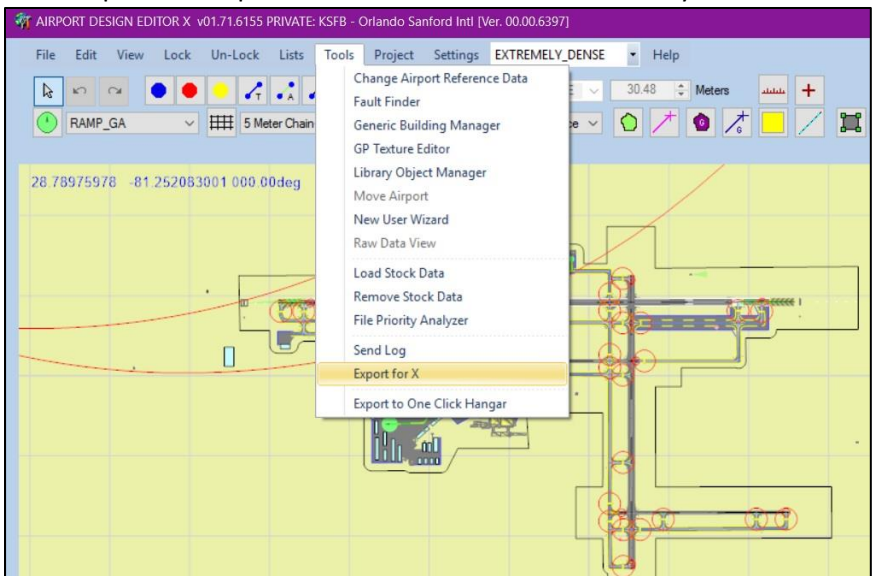 AIRPORT DESIGN EDITOR X v01.71.6155 PRIVATE: KSFB - Orlando Sanford Intl [Ver. 00.00.6397]
File Edit View Lock Un-Lock Lists Tools Project Settings EXTREMELY_DENSE Help
T A 30.48 Meters
RAMP_GA 5 Meter Chain G G
28.78975978 -81.252083001 000.00deg
Change Airport Reference Data
Fault Finder
Generic Building Manager
GP Texture Editor
Library Object Manager
Move Airport
New User Wizard
Raw Data View
Load Stock Data
Remove Stock Data
File Priority Analyzer
Send Log
Export for X
Export to One Click Hangar